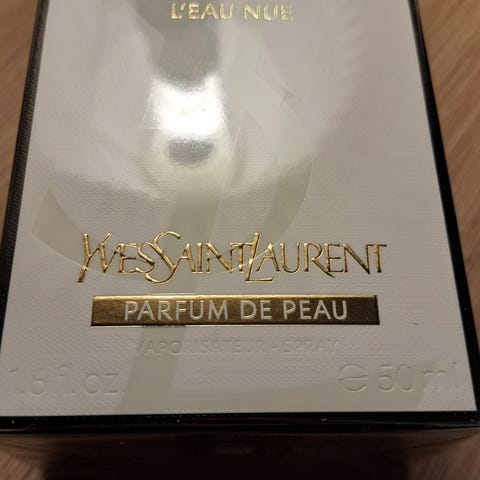 L'EAU NUE
YVESSAINTLAURENT
PARFUM DE PEAU
VAPORISATEUR - SPRAY
1.6 fl. oz ℮ 50 ml